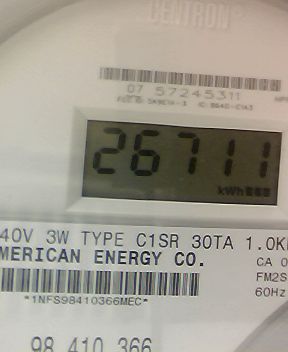 CENTRON
07 57245311
26711
kWh
40V 3W TYPE C1SR 30TA 1.0K
MERICAN ENERGY CO.
CA 0
FM2S
60Hz
*1NFS98410366MEC*
98 410 366